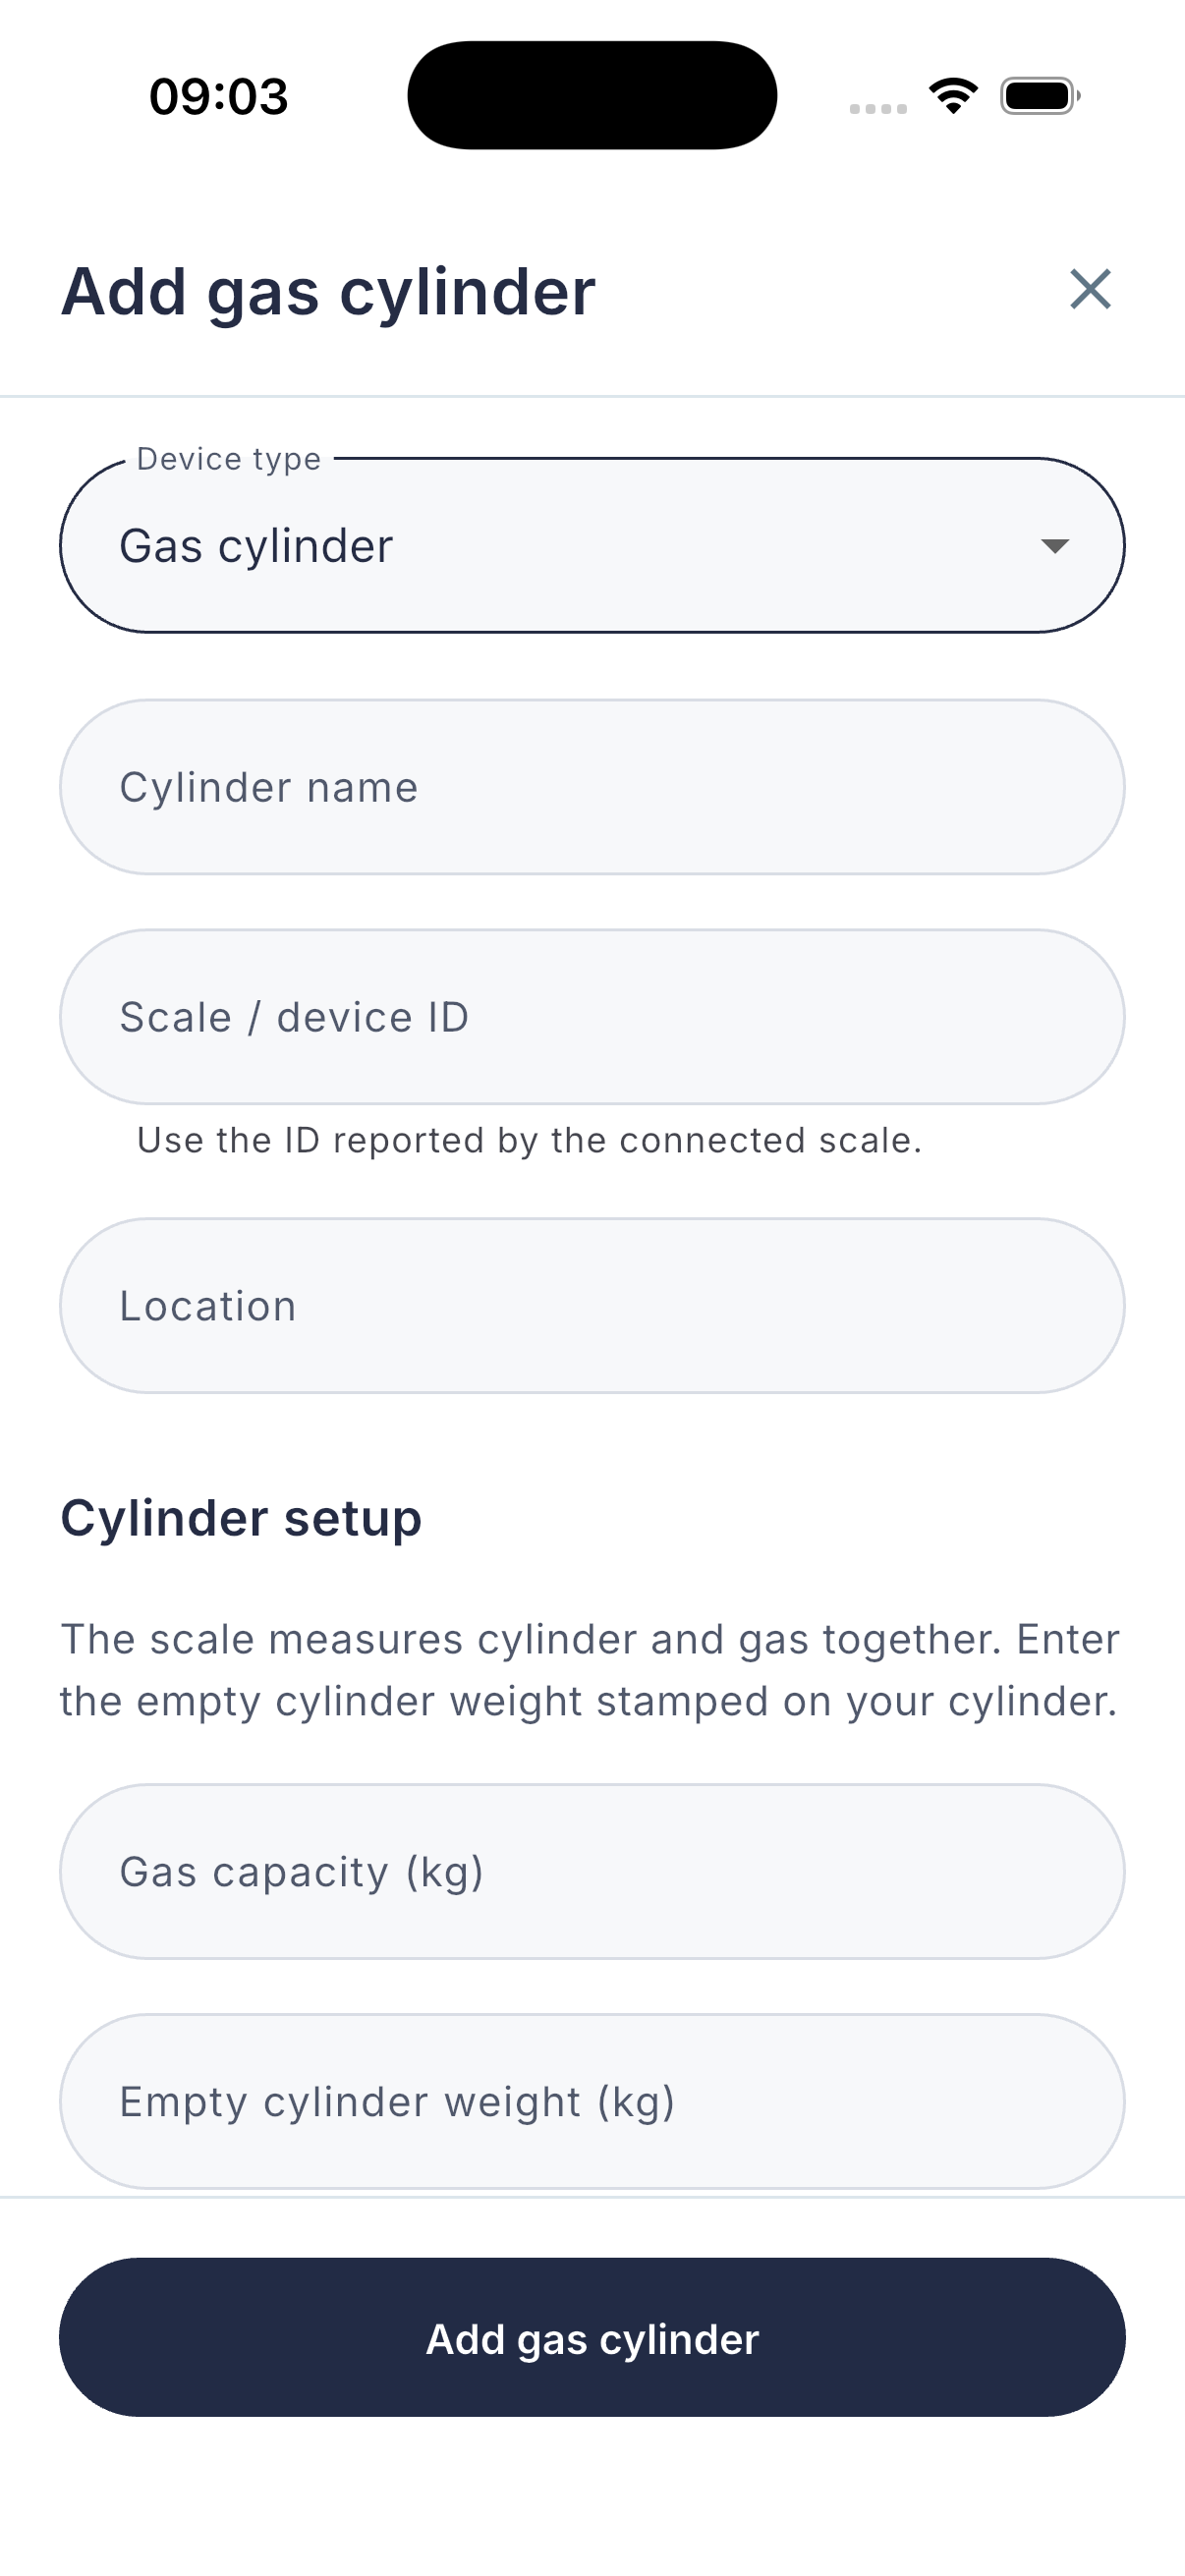 09:03
Add gas cylinder
Device type
Gas cylinder
Cylinder name
Scale / device ID
Use the ID reported by the connected scale.
Location
Cylinder setup
The scale measures cylinder and gas together. Enter
the empty cylinder weight stamped on your cylinder.
Gas capacity (kg)
Empty cylinder weight (kg)
Add gas cylinder